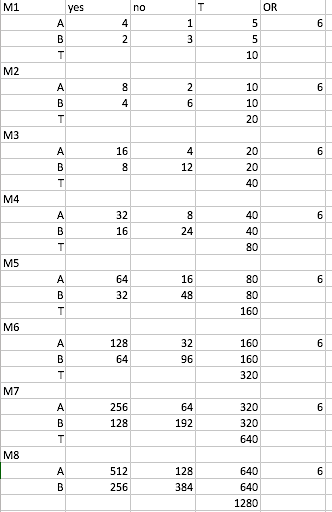 M1 yes no T OR
A 4 1 5 6
B 2 3 5
T 10
M2
A 8 2 10 6
B 4 6 10
T 20
M3
A 16 4 20 6
B 8 12 20
T 40
M4
A 32 8 40 6
B 16 24 40
T 80
M5
A 64 16 80 6
B 32 48 80
T 160
M6
A 128 32 160 6
B 64 96 160
T 320
M7
A 256 64 320 6
B 128 192 320
T 640
M8
A 512 128 640 6
B 256 384 640
1280